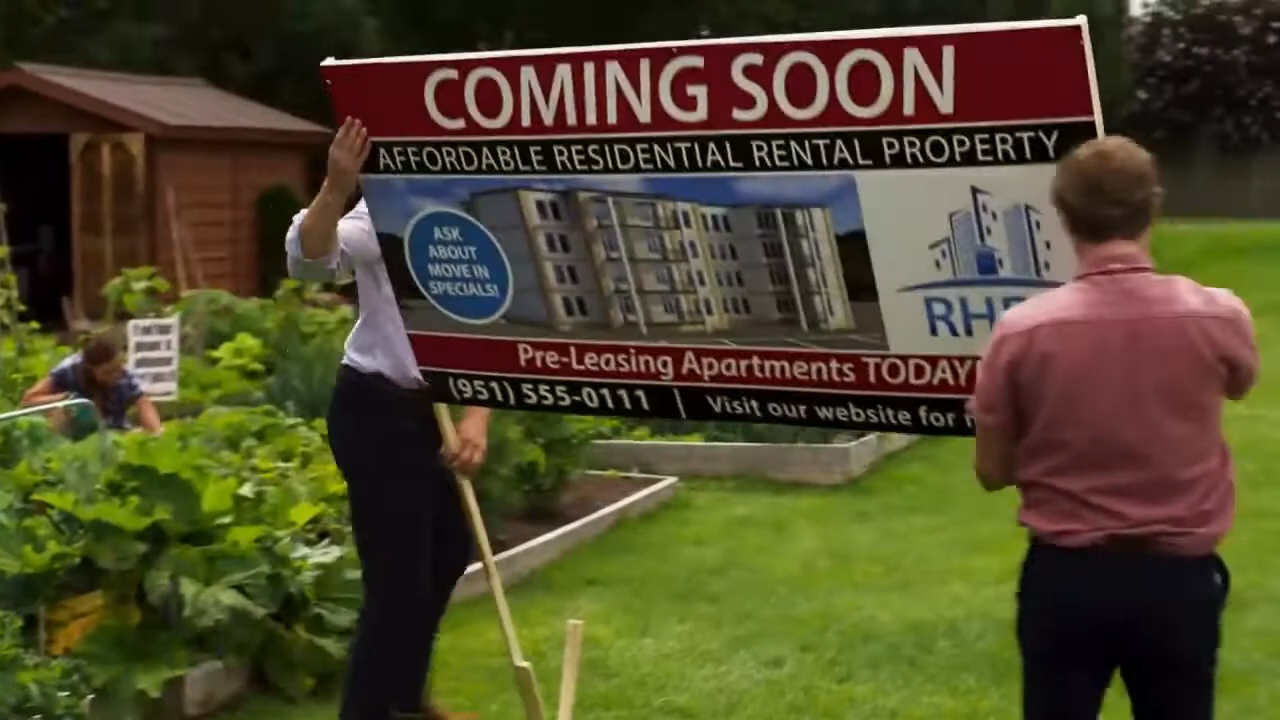 COMING SOON
AFFORDABLE RESIDENTIAL RENTAL PROPERTY
ASK
ABOUT
MOVE IN
SPECIALS!
RH
Pre-Leasing Apartments TODAY!
(951) 555-0111 | Visit our website for